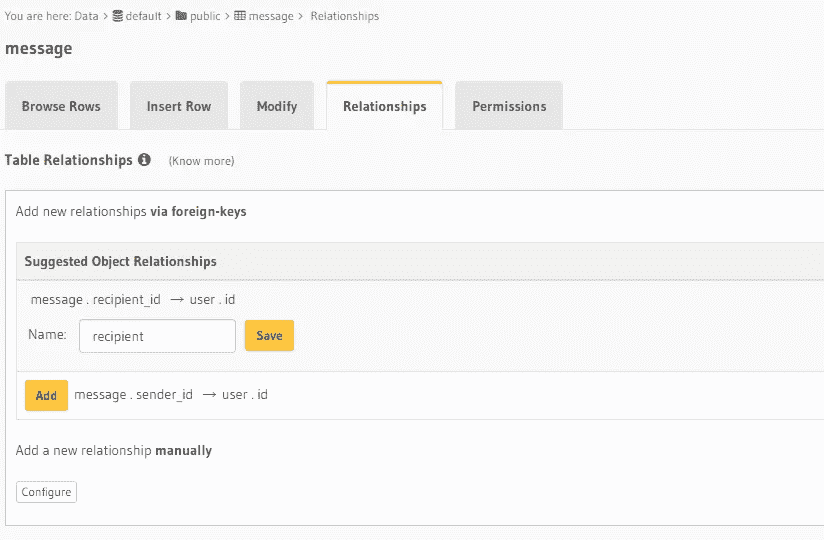 You are here: Data > default > public > message > Relationships
message
Browse Rows Insert Row Modify Relationships Permissions
Table Relationships (Know more)
Add new relationships via foreign-keys
Suggested Object Relationships
message . recipient_id → user . id
Name: recipient Save
Add message . sender_id → user . id
Add a new relationship manually
Configure